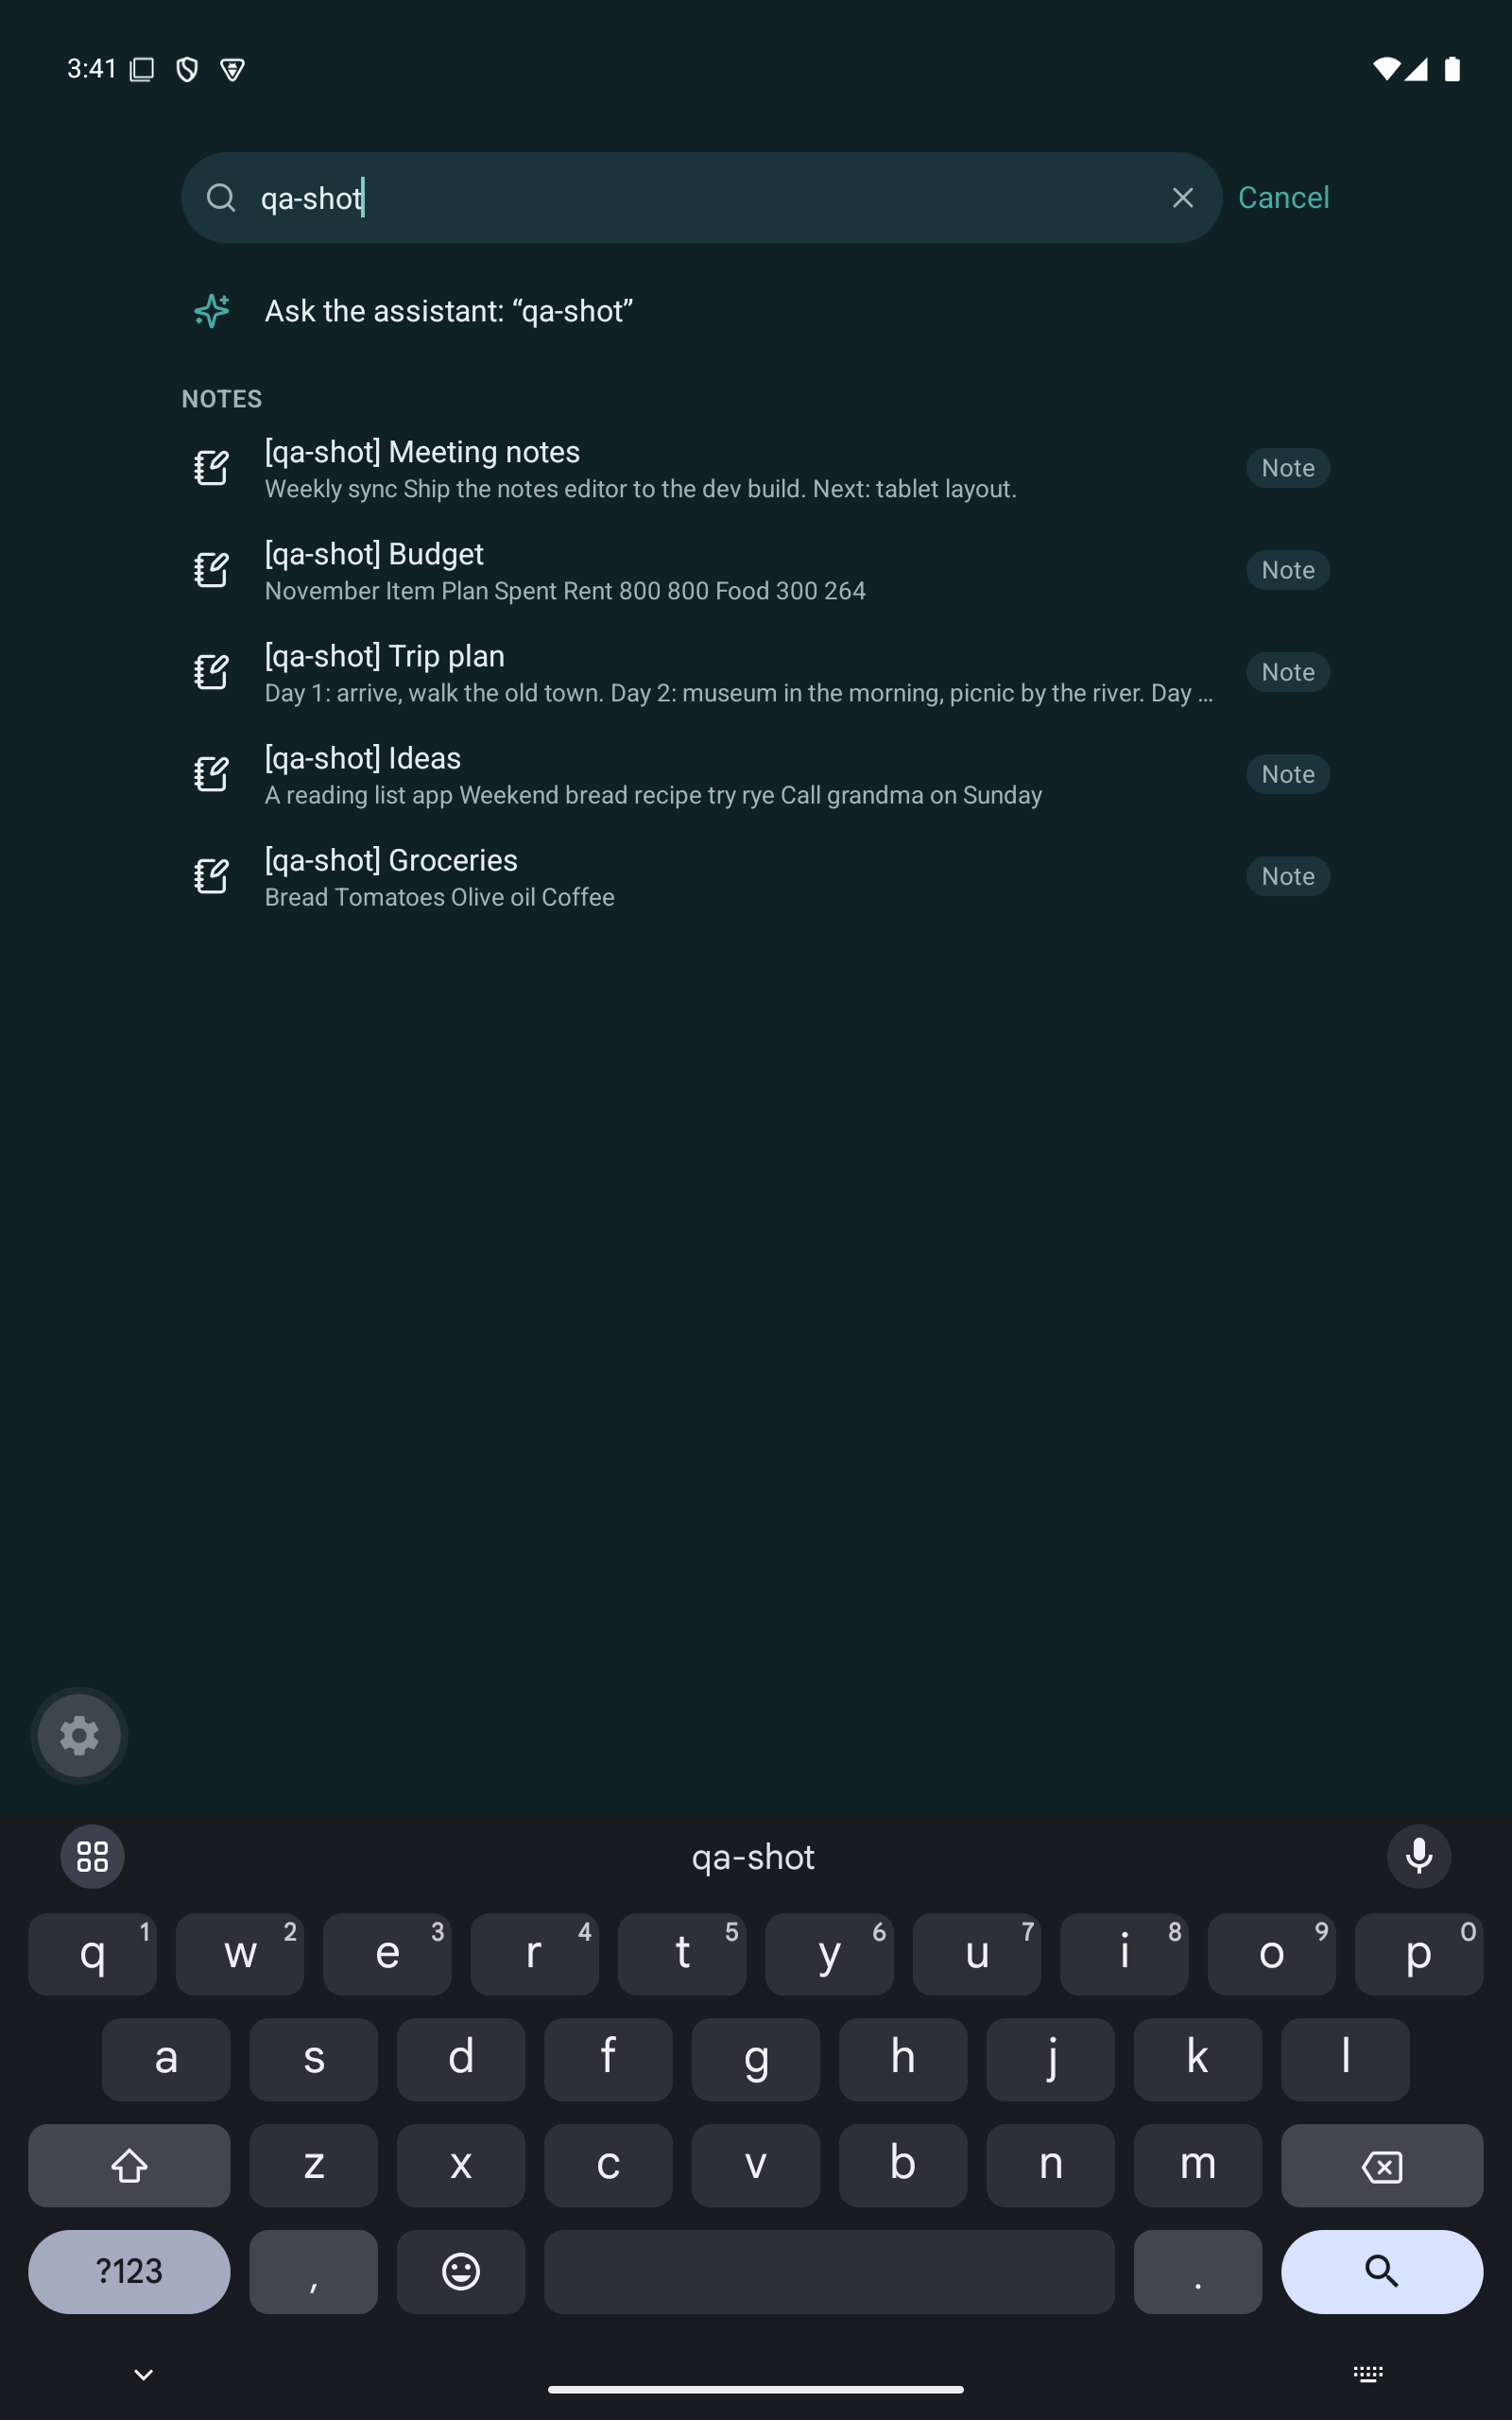 3:41
qa-shot
Cancel
Ask the assistant: “qa-shot”
NOTES
[qa-shot] Meeting notes
Weekly sync Ship the notes editor to the dev build. Next: tablet layout.
Note
[qa-shot] Budget
November Item Plan Spent Rent 800 800 Food 300 264
Note
[qa-shot] Trip plan
Day 1: arrive, walk the old town. Day 2: museum in the morning, picnic by the river. Day ...
Note
[qa-shot] Ideas
A reading list app Weekend bread recipe try rye Call grandma on Sunday
Note
[qa-shot] Groceries
Bread Tomatoes Olive oil Coffee
Note
qa-shot
q 1 w 2 e 3 r 4 t 5 y 6 u 7 i 8 o 9 p 0
a s d f g h j k l
z x c v b n m
?123 , .